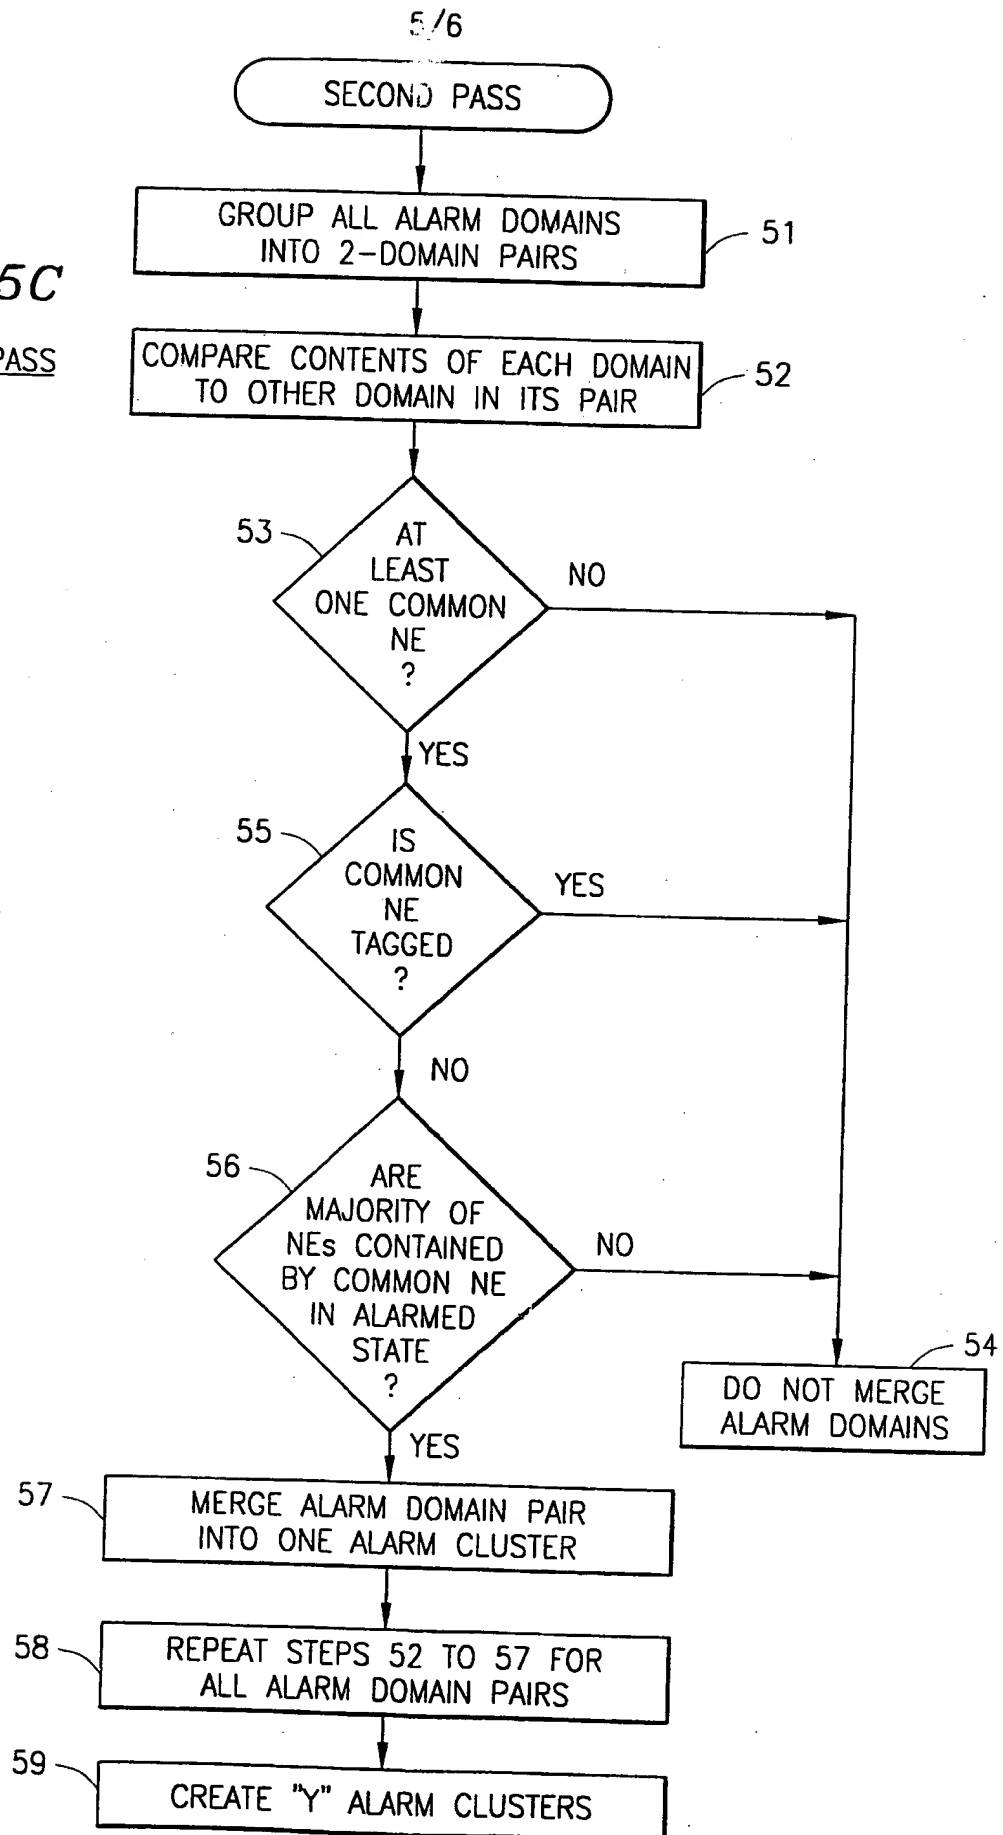 5/6
SECOND PASS
GROUP ALL ALARM DOMAINS
INTO 2-DOMAIN PAIRS
51
5C
PASS
COMPARE CONTENTS OF EACH DOMAIN
TO OTHER DOMAIN IN ITS PAIR
52
53
AT
LEAST
ONE COMMON
NE
?
NO
YES
55
IS
COMMON
NE
TAGGED
?
YES
NO
56
ARE
MAJORITY OF
NEs CONTAINED
BY COMMON NE
IN ALARMED
STATE
?
NO
54
DO NOT MERGE
ALARM DOMAINS
YES
57
MERGE ALARM DOMAIN PAIR
INTO ONE ALARM CLUSTER
58
REPEAT STEPS 52 TO 57 FOR
ALL ALARM DOMAIN PAIRS
59
CREATE "Y" ALARM CLUSTERS